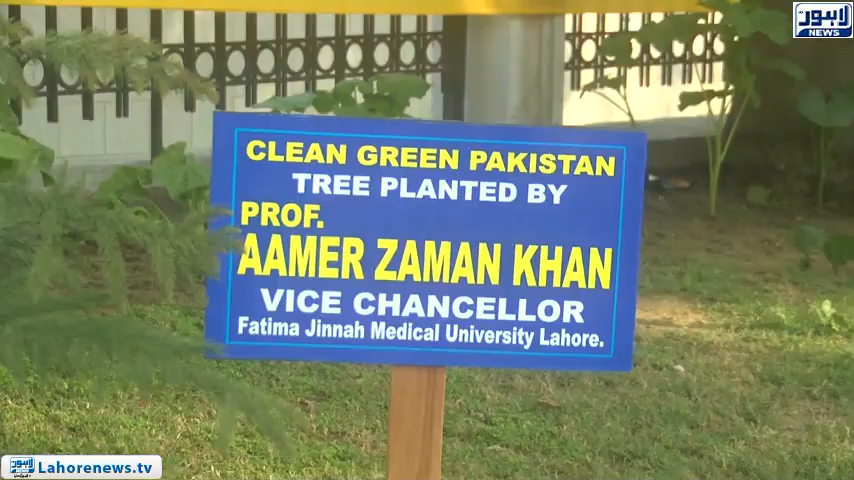 لاہور
NEWS
CLEAN GREEN PAKISTAN
TREE PLANTED BY
PROF.
AAMER ZAMAN KHAN
VICE CHANCELLOR
Fatima Jinnah Medical University Lahore.
لاہور
Lahorenews.tv